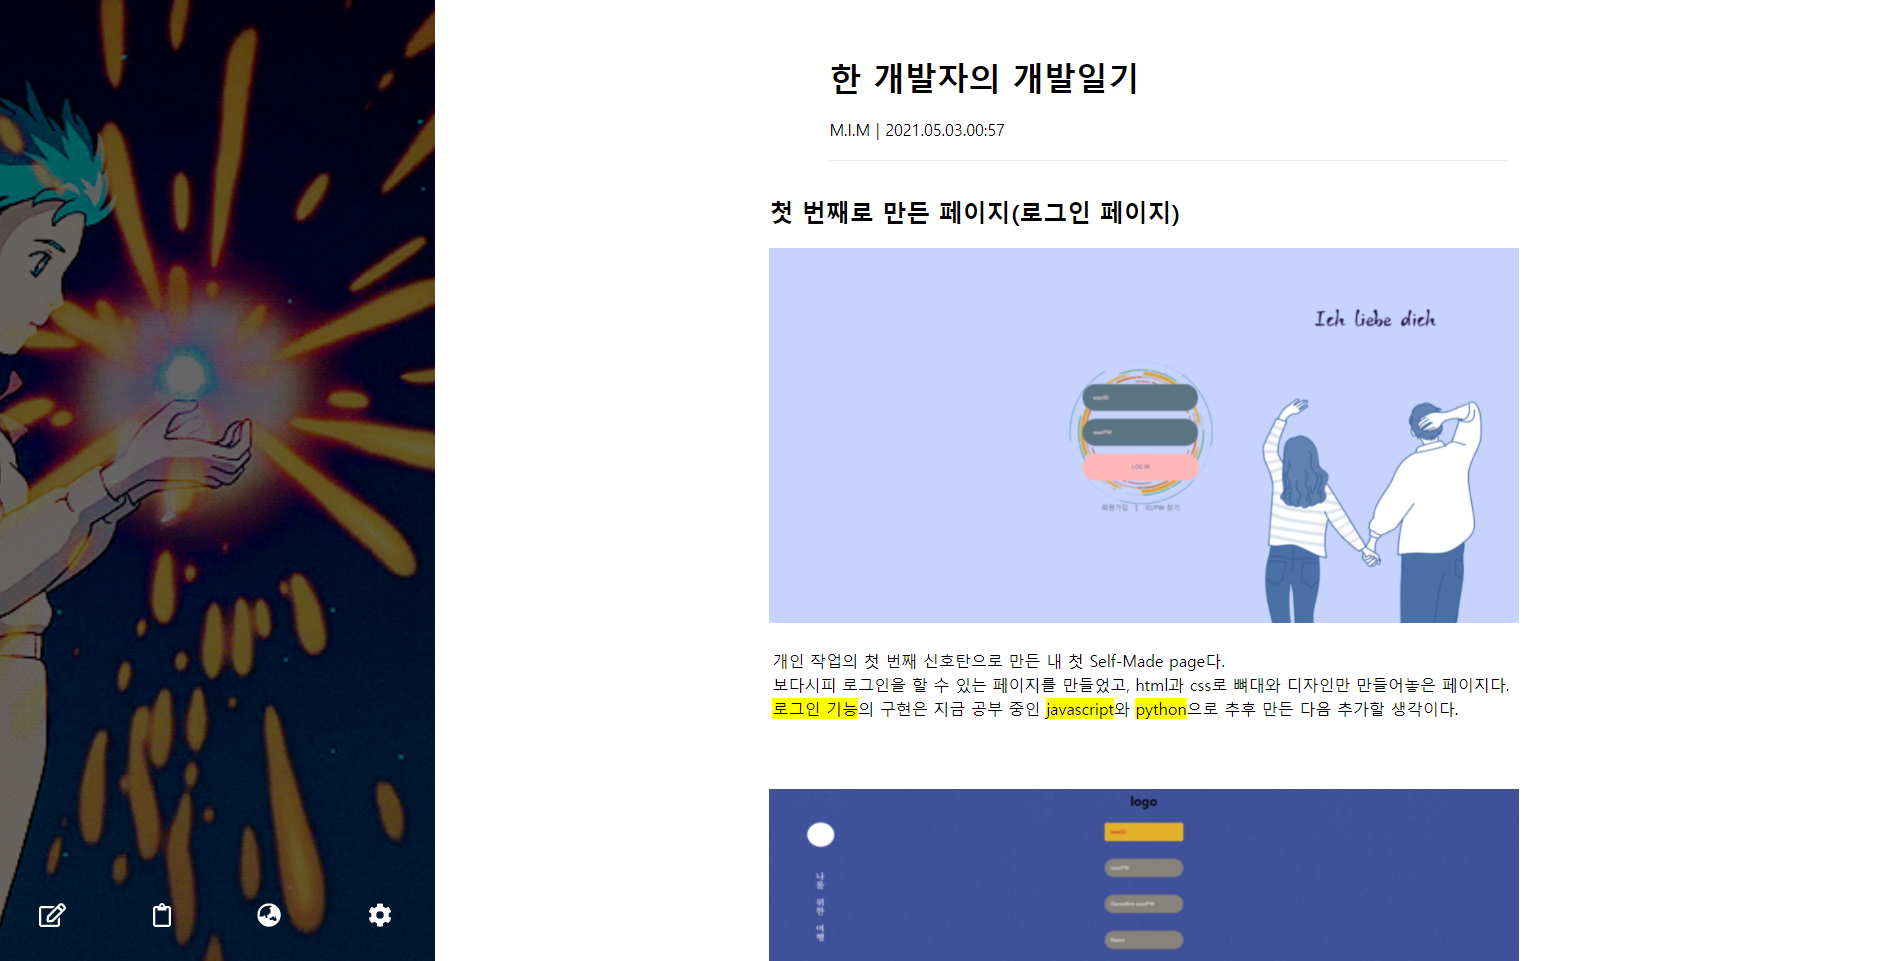 한 개발자의 개발일기
M.I.M | 2021.05.03.00:57
첫 번째로 만든 페이지(로그인 페이지)
Ich liebe dich
userID
userPW
LOG IN
회원가입 | ID/PW 찾기
개인 작업의 첫 번째 신호탄으로 만든 내 첫 Self-Made page다.
보다시피 로그인을 할 수 있는 페이지를 만들었고, html과 css로 뼈대와 디자인만 만들어놓은 페이지다.
로그인 기능의 구현은 지금 공부 중인 javascript와 python으로 추후 만든 다음 추가할 생각이다.
logo
userID
userPW
userPW
Name
나를 위한 여행